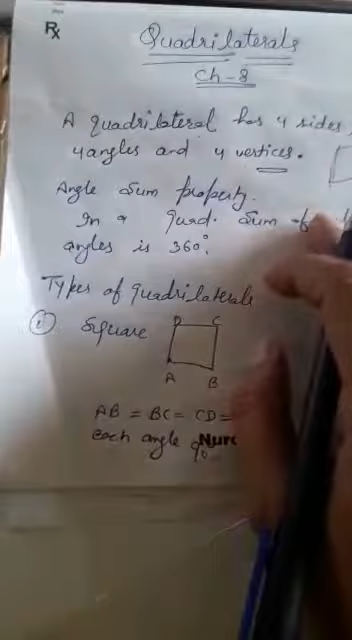 Rx
Quadrilaterals
Ch-8
A quadrilateral has 4 sides,
4 angles and 4 vertices.
Angle Sum property.
In a quad. Sum of
angles is 360°.
Types of quadrilaterals
① Square
D C
A B
AB = BC = CD =
each angle 90